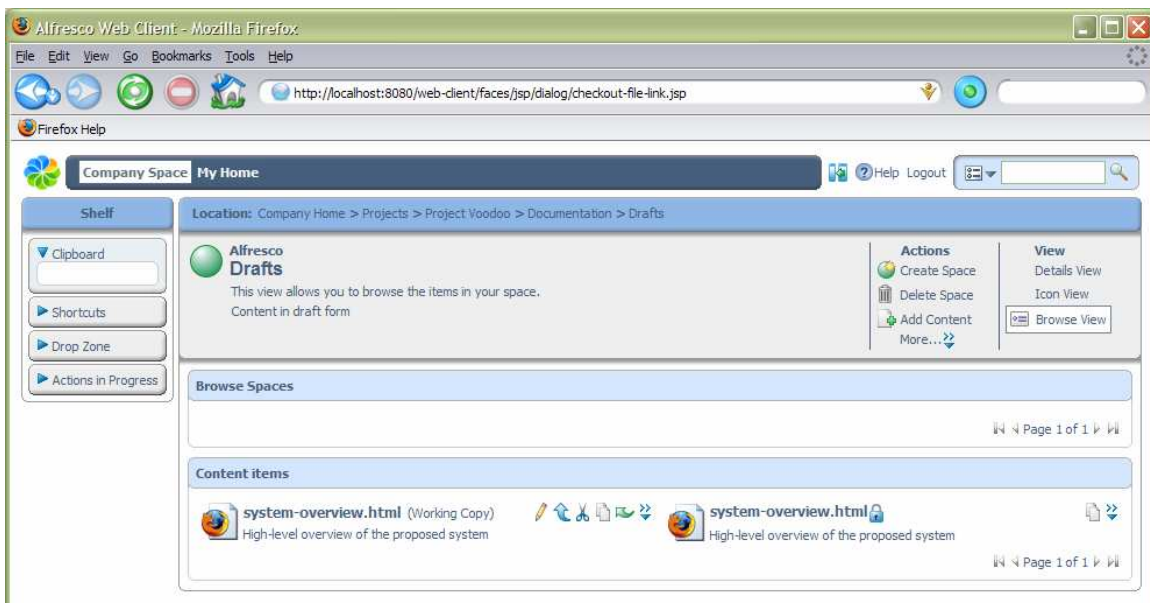 Alfresco Web Client - Mozilla Firefox
File Edit View Go Bookmarks Tools Help
http://localhost:8080/web-client/faces/jsp/dialog/checkout-file-link.jsp
Firefox Help
Company Space My Home
Help Logout
Shelf
Location: Company Home > Projects > Project Voodoo > Documentation > Drafts
Clipboard
Shortcuts
Drop Zone
Actions in Progress
Alfresco
Drafts
This view allows you to browse the items in your space.
Content in draft form
Actions
Create Space
Delete Space
Add Content
More...
View
Details View
Icon View
Browse View
Browse Spaces
Page 1 of 1
Content items
system-overview.html (Working Copy)
High-level overview of the proposed system
system-overview.html
High-level overview of the proposed system
Page 1 of 1